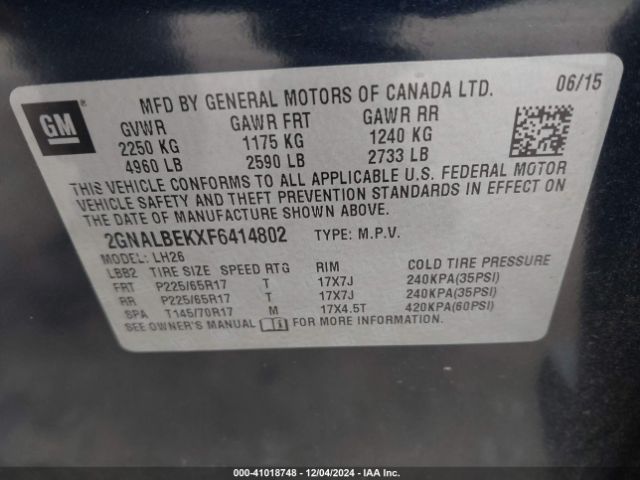 GM
®
MFD BY GENERAL MOTORS OF CANADA LTD. 06/15
GVWR GAWR FRT GAWR RR
2250 KG 1175 KG 1240 KG
4960 LB 2590 LB 2733 LB
THIS VEHICLE CONFORMS TO ALL APPLICABLE U.S. FEDERAL MOTOR
VEHICLE SAFETY AND THEFT PREVENTION STANDARDS IN EFFECT ON
THE DATE OF MANUFACTURE SHOWN ABOVE.
2GNALBEKXF6414802 TYPE: M.P.V.
MODEL: LH26
LBB2 TIRE SIZE SPEED RTG RIM COLD TIRE PRESSURE
FRT P225/65R17 T 17X7J 240KPA(35PSI)
RR P225/65R17 T 17X7J 240KPA(35PSI)
SPA T145/70R17 M 17X4.5T 420KPA(60PSI)
SEE OWNER'S MANUAL FOR MORE INFORMATION.
000-41018748 - 12/04/2024 - IAA Inc.